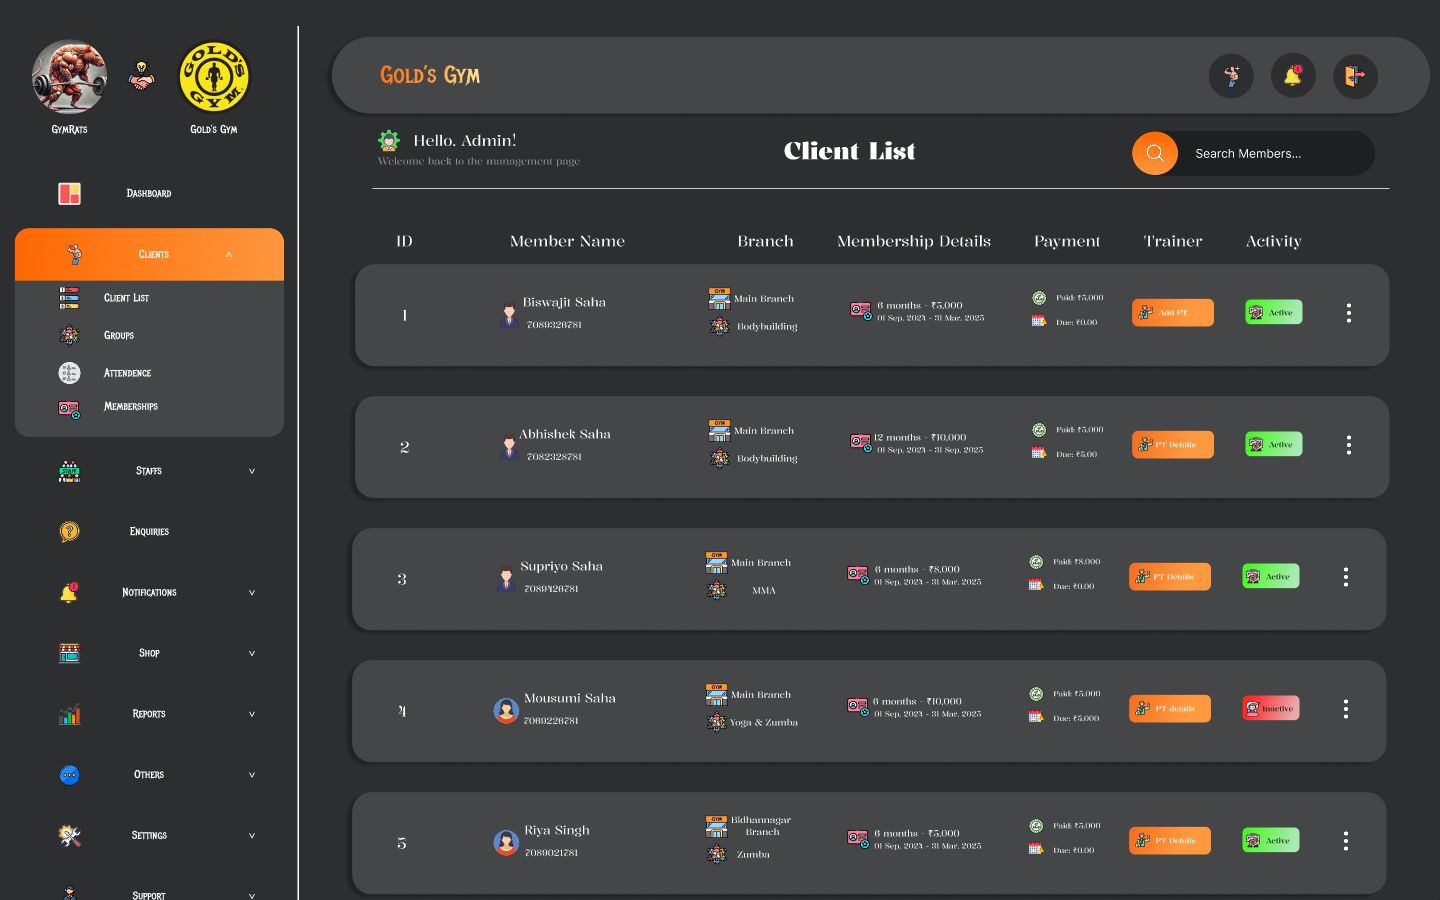 GOLD'S
GYM
GymRats
Gold's Gym
Dashboard
Clients
Client List
Groups
Attendence
Memberships
Staffs
Enquiries
Notifications
Shop
Reports
Others
Settings
Support
Gold's Gym
Hello, Admin!
Welcome back to the management page
Client List
Search Members...
ID Member Name Branch Membership Details Payment Trainer Activity
1
Biswajit Saha
7089326781
GYM
Main Branch
Bodybuilding
6 months - ₹5,000
01 Sep, 2024 - 31 Mar, 2025
Paid: ₹5,000
Due: ₹0.00
Add PT
Active
2
Abhishek Saha
7082328781
GYM
Main Branch
Bodybuilding
12 months - ₹10,000
01 Sep, 2024 - 31 Sep, 2025
Paid: ₹5,000
Due: ₹5,00
PT Details
Active
3
Supriyo Saha
7089426781
GYM
Main Branch
MMA
6 months - ₹8,000
01 Sep, 2024 - 31 Mar, 2025
Paid: ₹8,000
Due: ₹0.00
PT Details
Active
4
Mousumi Saha
7069226781
GYM
Main Branch
Yoga & Zumba
6 months - ₹10,000
01 Sep, 2024 - 31 Mar, 2025
Paid: ₹5,000
Due: ₹5,000
PT details
Inactive
5
Riya Singh
7089021781
GYM
Bidhannagar
Branch
Zumba
6 months - ₹5,000
01 Sep, 2024 - 31 Mar, 2025
Paid: ₹5,000
Due: ₹0.00
PT Details
Active